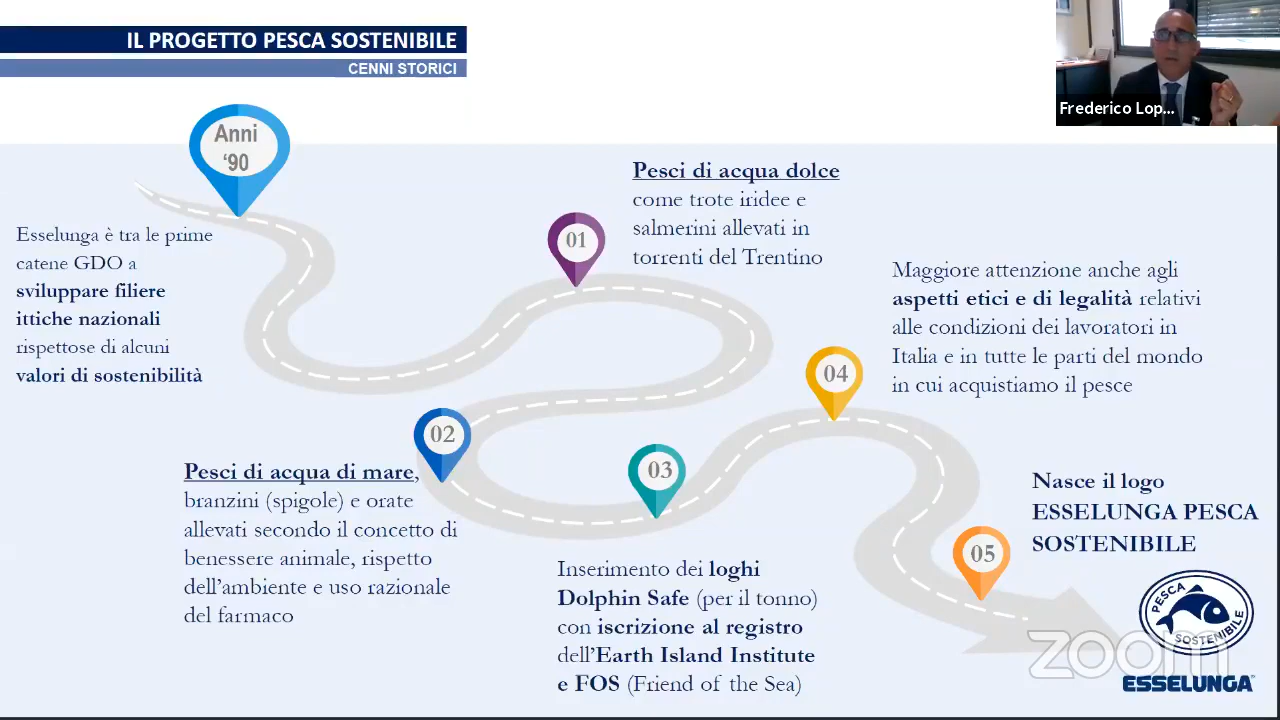 IL PROGETTO PESCA SOSTENIBILE
CENNI STORICI
Frederico Lop...
Anni
‘90
Esselunga è tra le prime
catene GDO a
sviluppare filiere
ittiche nazionali
rispettose di alcuni
valori di sostenibilità
01
Pesci di acqua dolce
come trote iridee e
salmerini allevati in
torrenti del Trentino
02
Pesci di acqua di mare,
branzini (spigole) e orate
allevati secondo il concetto di
benessere animale, rispetto
dell’ambiente e uso razionale
del farmaco
03
Inserimento dei loghi
Dolphin Safe (per il tonno)
con iscrizione al registro
dell’Earth Island Institute
e FOS (Friend of the Sea)
04
Maggiore attenzione anche agli
aspetti etici e di legalità relativi
alle condizioni dei lavoratori in
Italia e in tutte le parti del mondo
in cui acquistiamo il pesce
05
Nasce il logo
ESSELUNGA PESCA
SOSTENIBILE
PESCA
SOSTENIBILE
zoom
ESSELUNGA